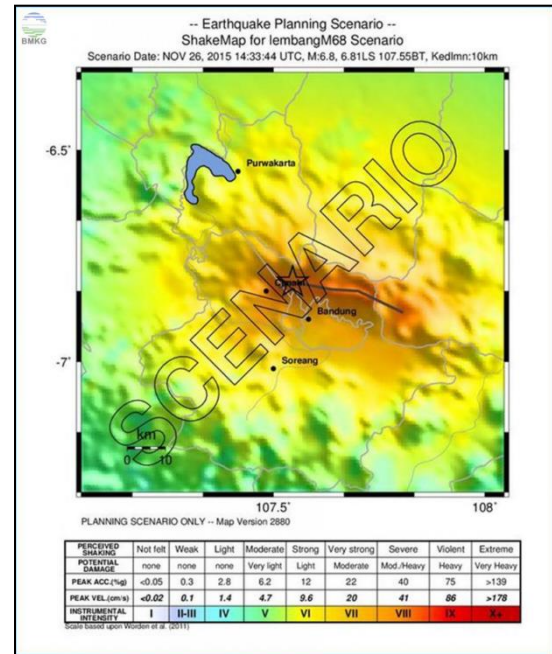 BMKG
-- Earthquake Planning Scenario --
ShakeMap for lembangM68 Scenario
Scenario Date: NOV 26, 2015 14:33:44 UTC, M:6.8, 6.81LS 107.55BT, Kedlmn:10km
SCENARIO
-6.5˚
Purwakarta
Bandung
-7˚
Soreang
km
0 10
107.5˚ 108˚
PLANNING SCENARIO ONLY -- Map Version 2880
PERCEIVED SHAKING Not felt Weak Light Moderate Strong Very strong Severe Violent Extreme
POTENTIAL DAMAGE none none none Very light Light Moderate Mod./Heavy Heavy Very Heavy
PEAK ACC.(%g) <0.05 0.3 2.8 6.2 12 22 40 75 >139
PEAK VEL.(cm/s) <0.02 0.1 1.4 4.7 9.6 20 41 86 >178
INSTRUMENTAL INTENSITY I II-III IV V VI VII VIII IX X+
Scale based upon Worden et al. (2011)